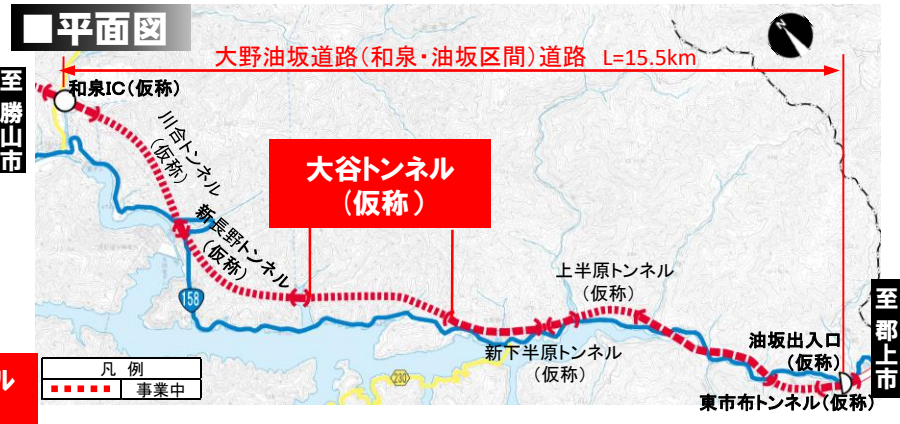 ■平面図
大野油坂道路(和泉・油坂区間)道路 L=15.5km
至 勝山市
和泉IC(仮称)
川合トンネル
(仮称)
大谷トンネル
(仮称)
新長野トンネル
(仮称)
158
上半原トンネル
(仮称)
新下半原トンネル
(仮称)
230
油坂出入口
(仮称)
至 郡上市
東市布トンネル(仮称)
ル
凡 例
事業中